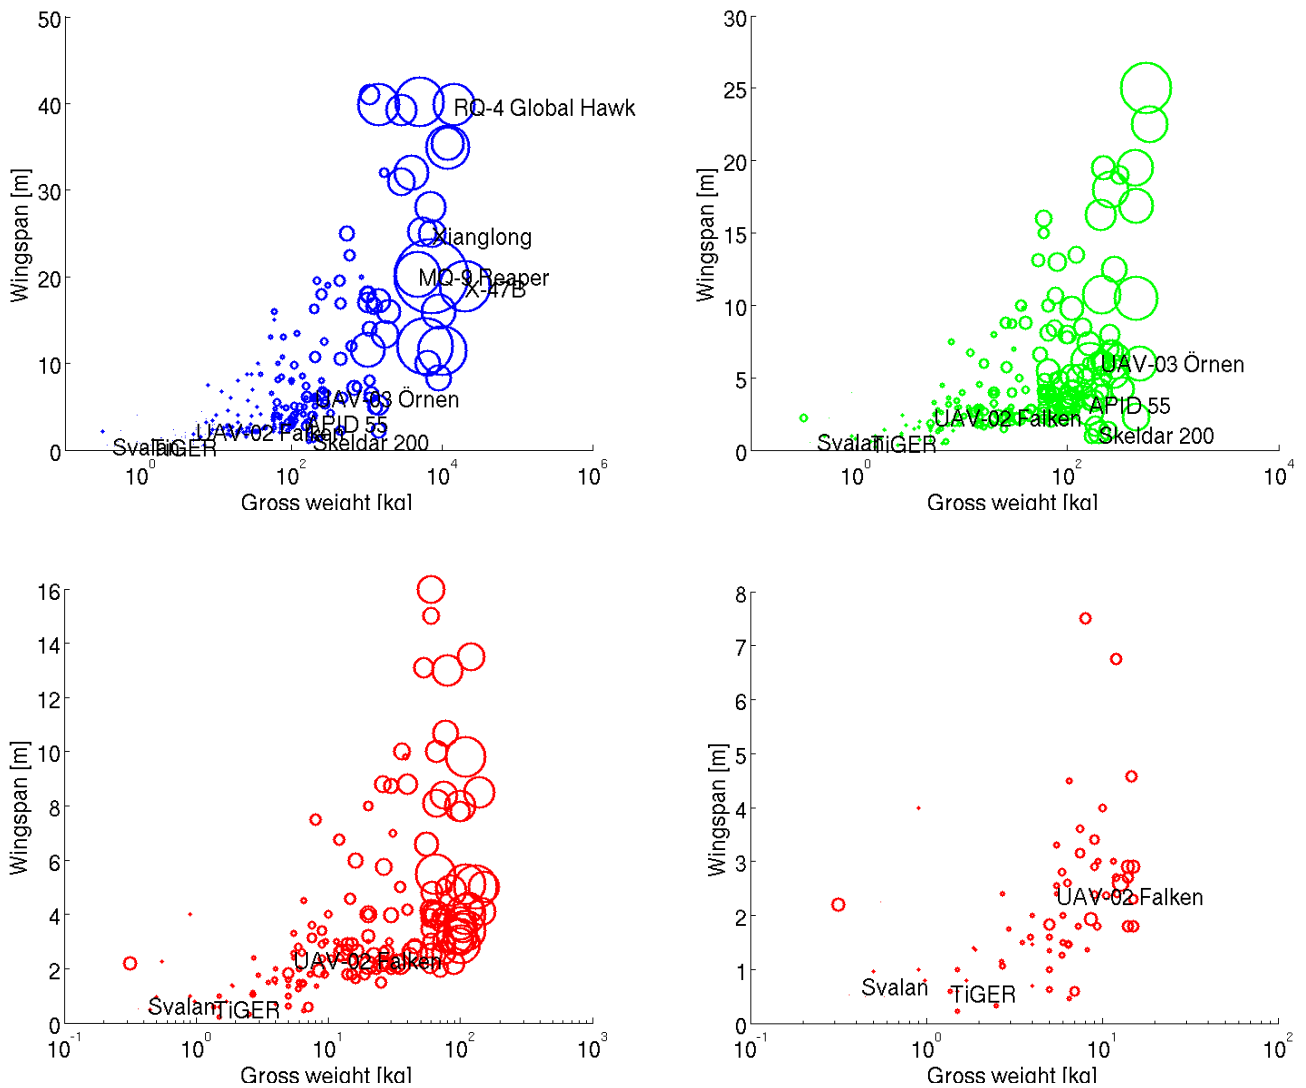 50
40
30
20
10
0
Wingspan [m]
RQ-4 Global Hawk
Xianglong
MQ-9 Reaper
X-47B
UAV-03 Örnen
APID 55
UAV-02 Falken
Skeldar 200
Svalan
TiGER
10^0
10^2
10^4
10^6
Gross weight [kg]
30
25
20
15
10
5
0
Wingspan [m]
UAV-03 Örnen
APID 55
UAV-02 Falken
Skeldar 200
Svalan
TiGER
10^0
10^2
10^4
Gross weight [kg]
16
14
12
10
8
6
4
2
0
Wingspan [m]
UAV-02 Falken
Svalan
TiGER
10^-1
10^0
10^1
10^2
10^3
Gross weight [kg]
8
7
6
5
4
3
2
1
0
Wingspan [m]
UAV-02 Falken
Svalan
TiGER
10^-1
10^0
10^1
10^2
Gross weight [kg]